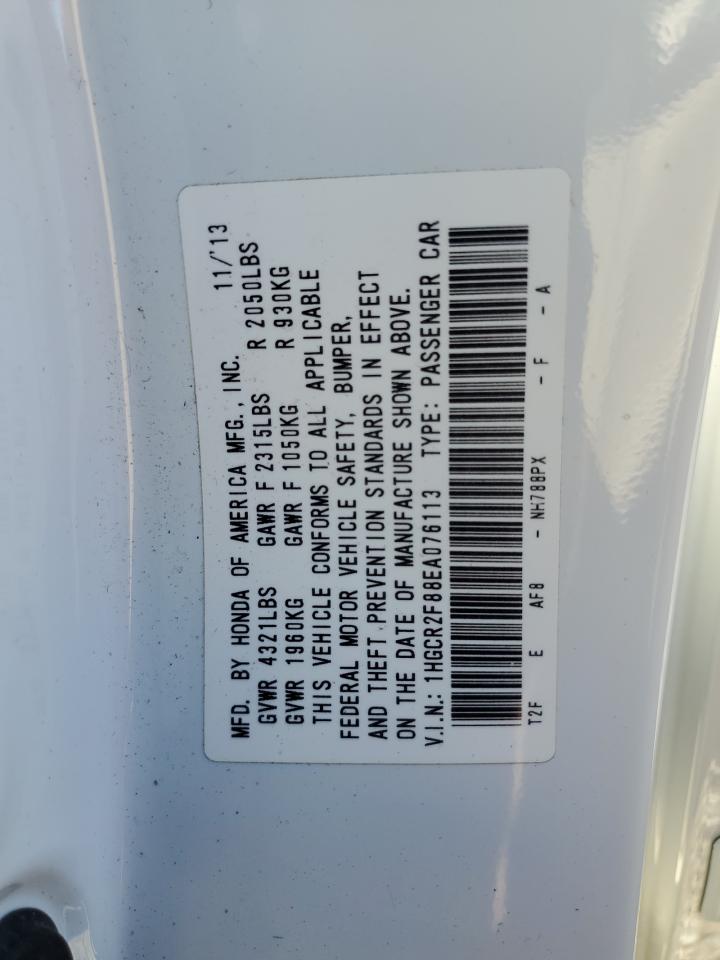 MFD. BY HONDA OF AMERICA MFG., INC. 11/'13
GVWR 4321LBS GAWR F 2315LBS R 2050LBS
GVWR 1960KG GAWR F 1050KG R 930KG
THIS VEHICLE CONFORMS TO ALL APPLICABLE
FEDERAL MOTOR VEHICLE SAFETY, BUMPER,
AND THEFT PREVENTION STANDARDS IN EFFECT
ON THE DATE OF MANUFACTURE SHOWN ABOVE.
V.I.N.: 1HGCR2F88EA076113 TYPE: PASSENGER CAR
T2F E AF8 - NH788PX - F - A